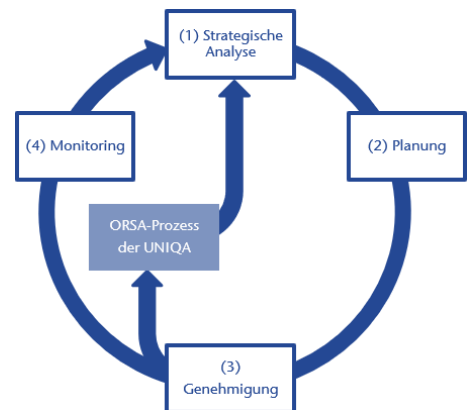 (1) Strategische
Analyse
(2) Planung
(4) Monitoring
ORSA-Prozess
der UNIQA
(3)
Genehmigung